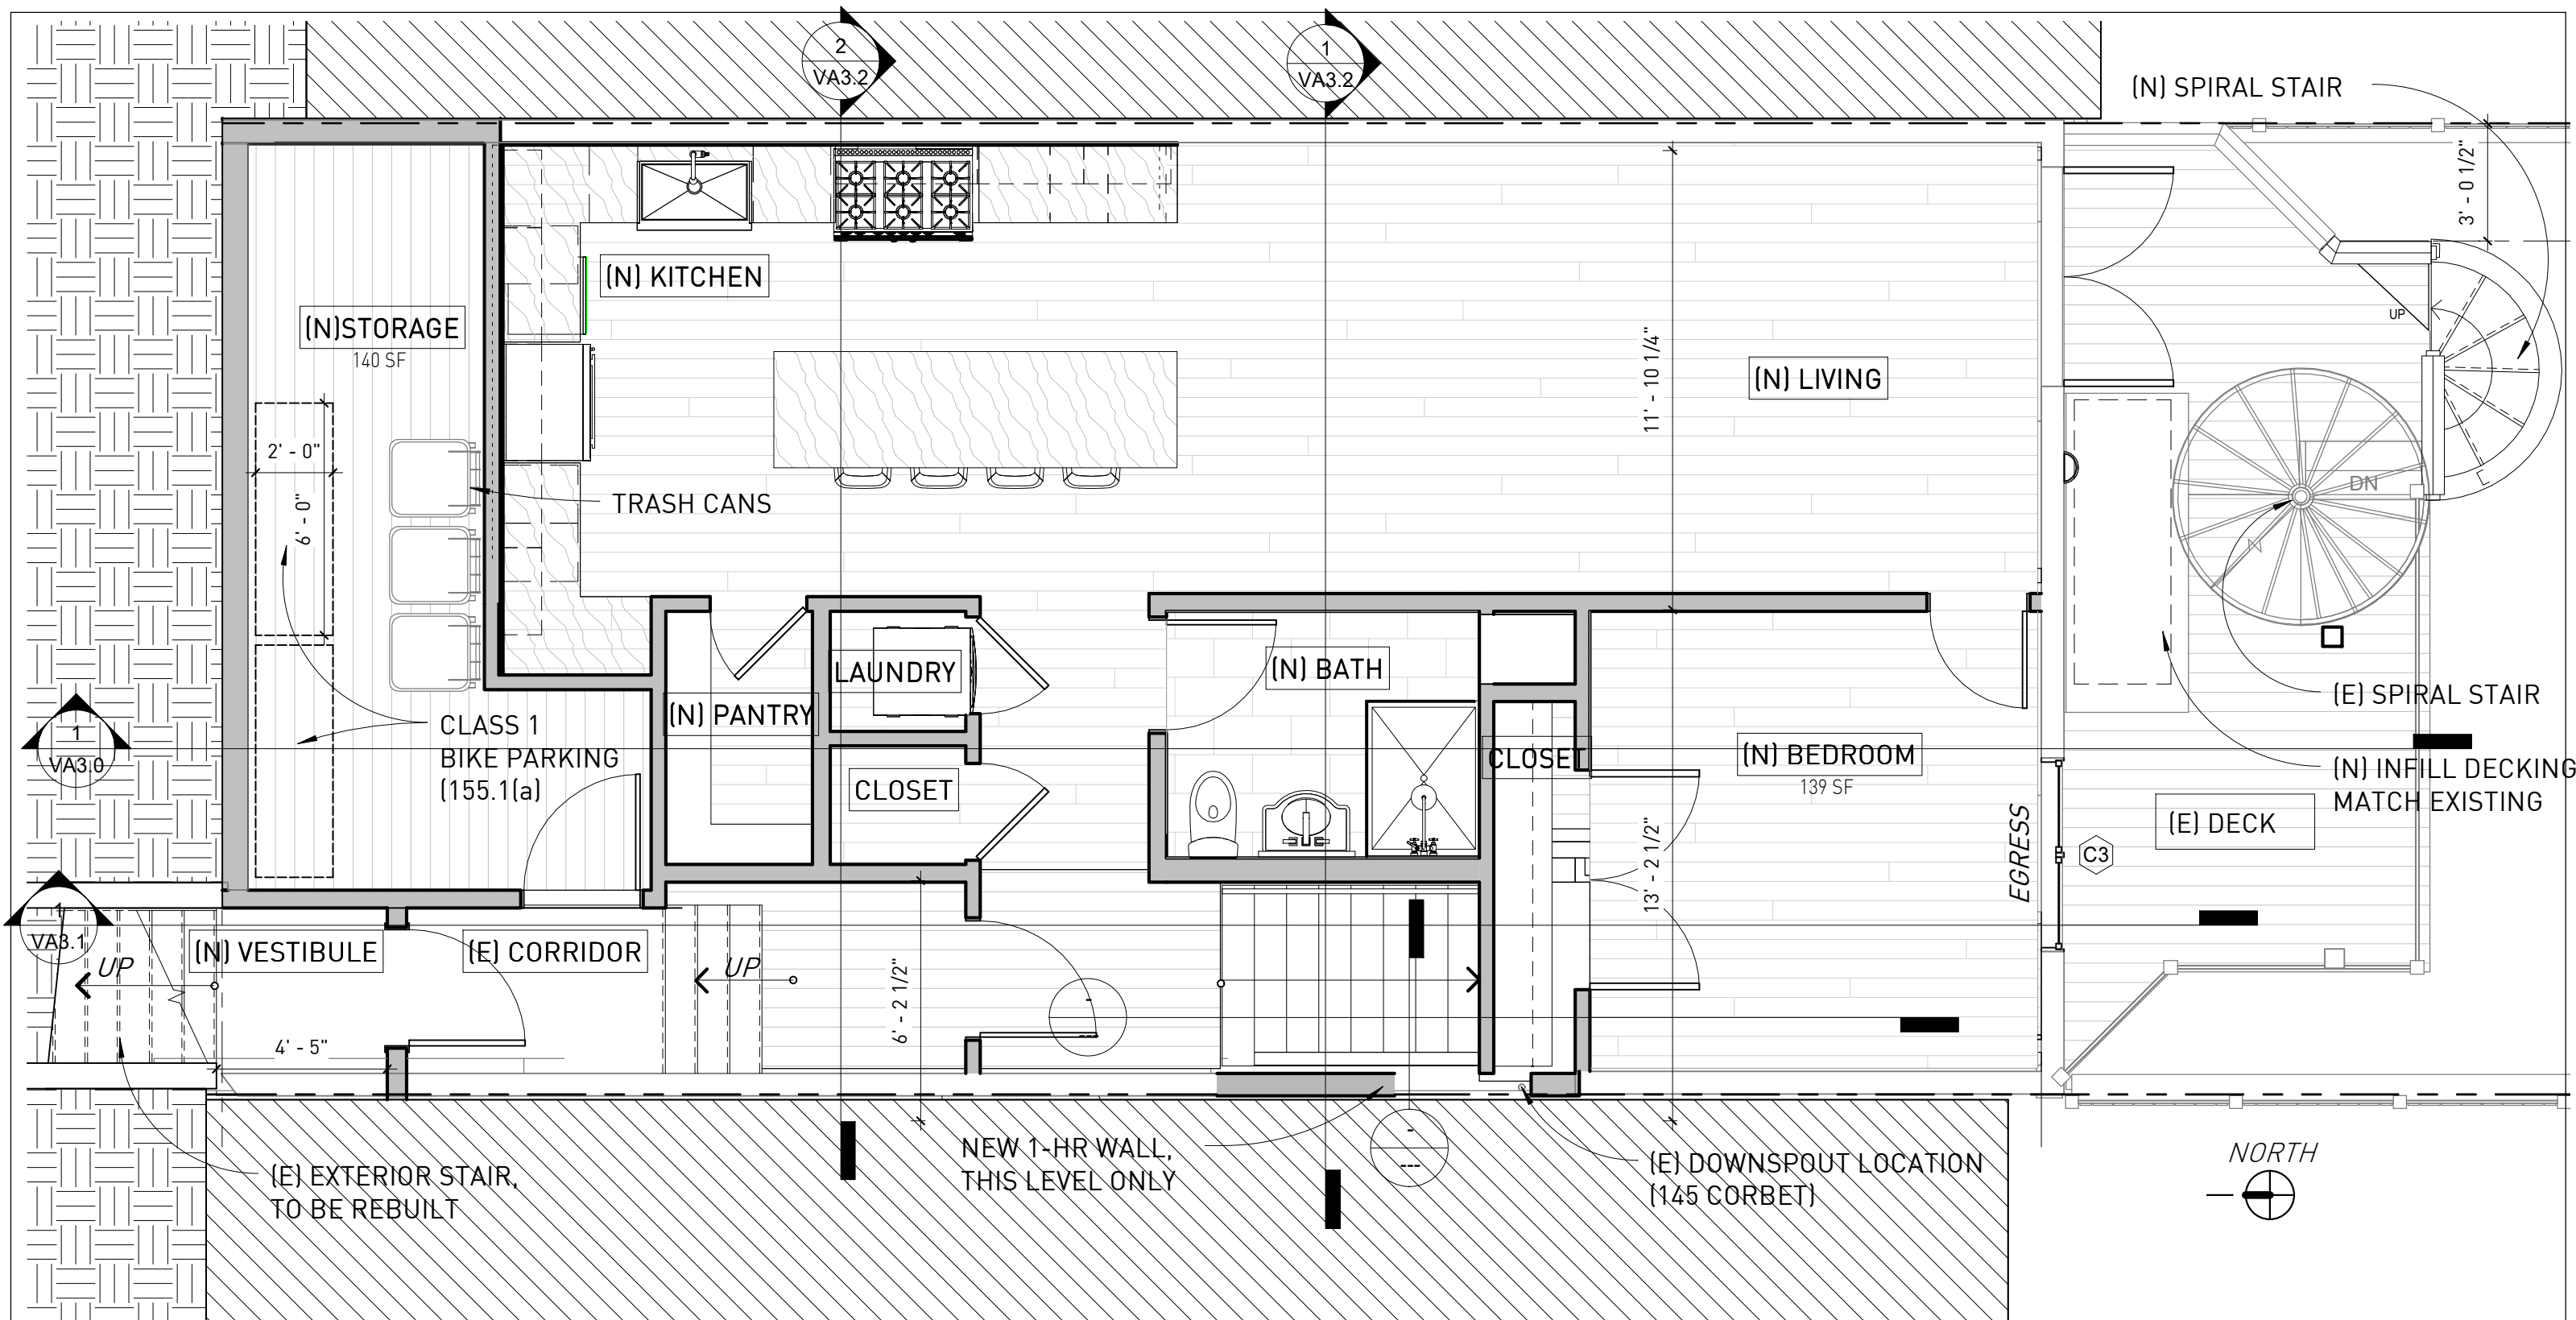 2
VA3.2
1
VA3.2
(N) SPIRAL STAIR
3' - 0 1/2"
(N) KITCHEN
(N)STORAGE
140 SF
UP
11' - 10 1/4"
(N) LIVING
2' - 0"
6' - 0"
TRASH CANS
DN
LAUNDRY
(N) BATH
(E) SPIRAL STAIR
(N) PANTRY
CLASS 1
BIKE PARKING
(155.1(a)
1
VA3.0
CLOSET
CLOSET
(N) BEDROOM
139 SF
(N) INFILL DECKING
MATCH EXISTING
(E) DECK
EGRESS
C3
13' - 2 1/2"
1
VA3.1
(N) VESTIBULE
(E) CORRIDOR
UP
UP
6' - 2 1/2"
-
---
4' - 5"
-
---
NEW 1-HR WALL,
THIS LEVEL ONLY
(E) DOWNSPOUT LOCATION
(145 CORBET)
(E) EXTERIOR STAIR,
TO BE REBUILT
NORTH